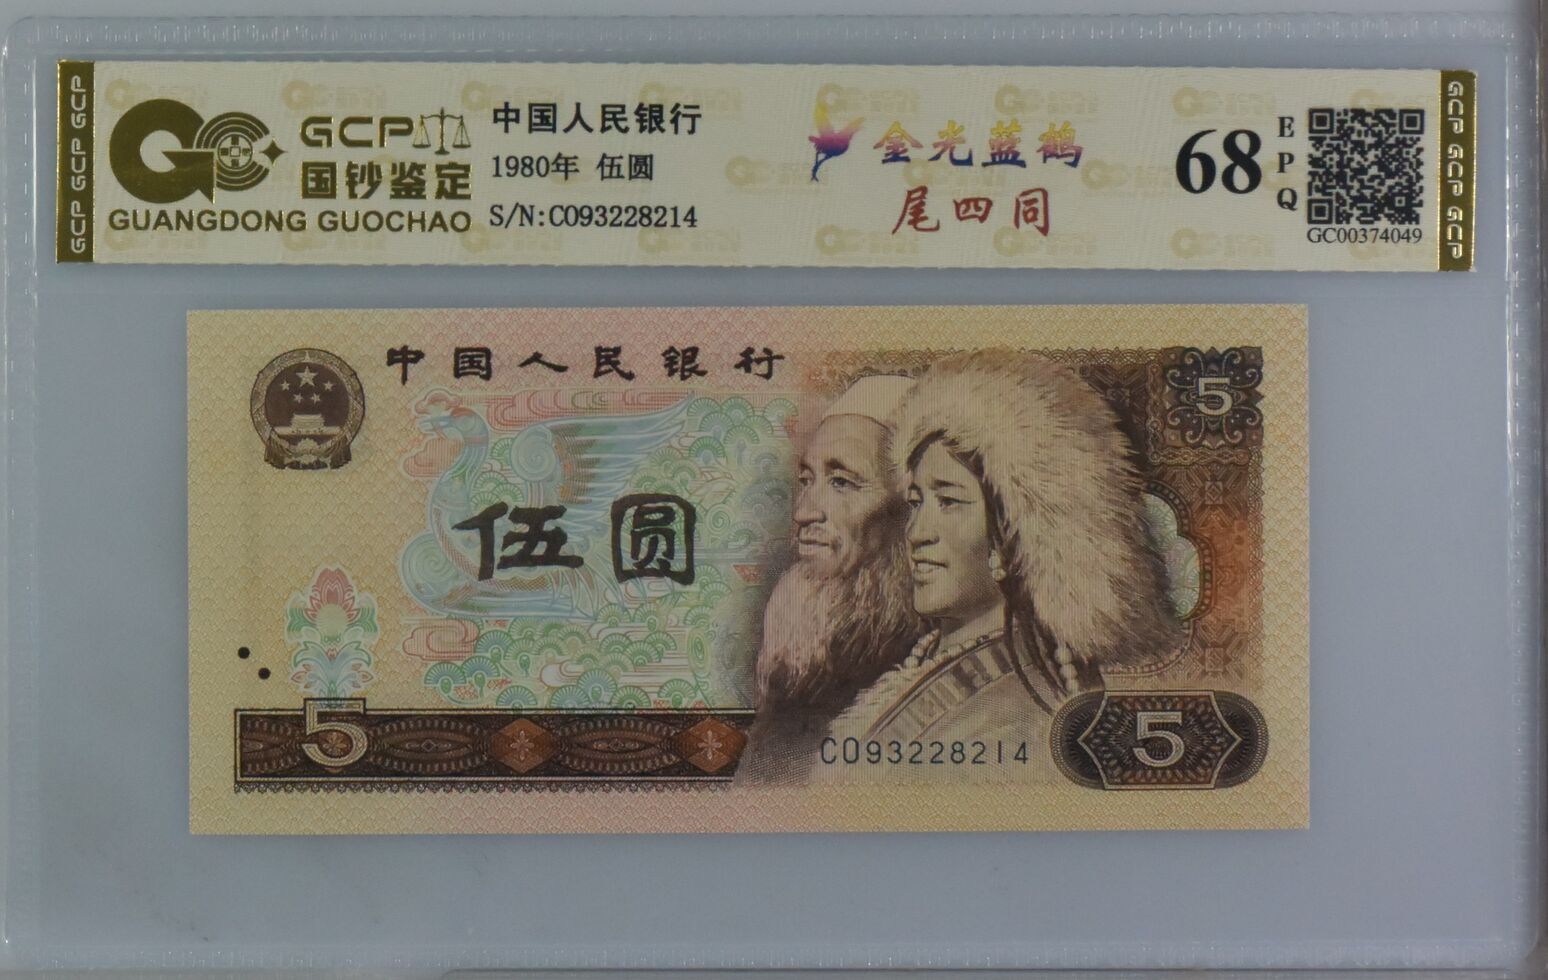 GCP GCP GCP
GCP
国钞鉴定
GUANGDONG GUOCHAO
中国人民银行
1980年 伍圆
S/N:C093228214
金光蓝鹤
尾四同
68
EPQ
GC00374049
GCP GCP GCP
中国人民银行
5
伍圆
5
C093228214
5